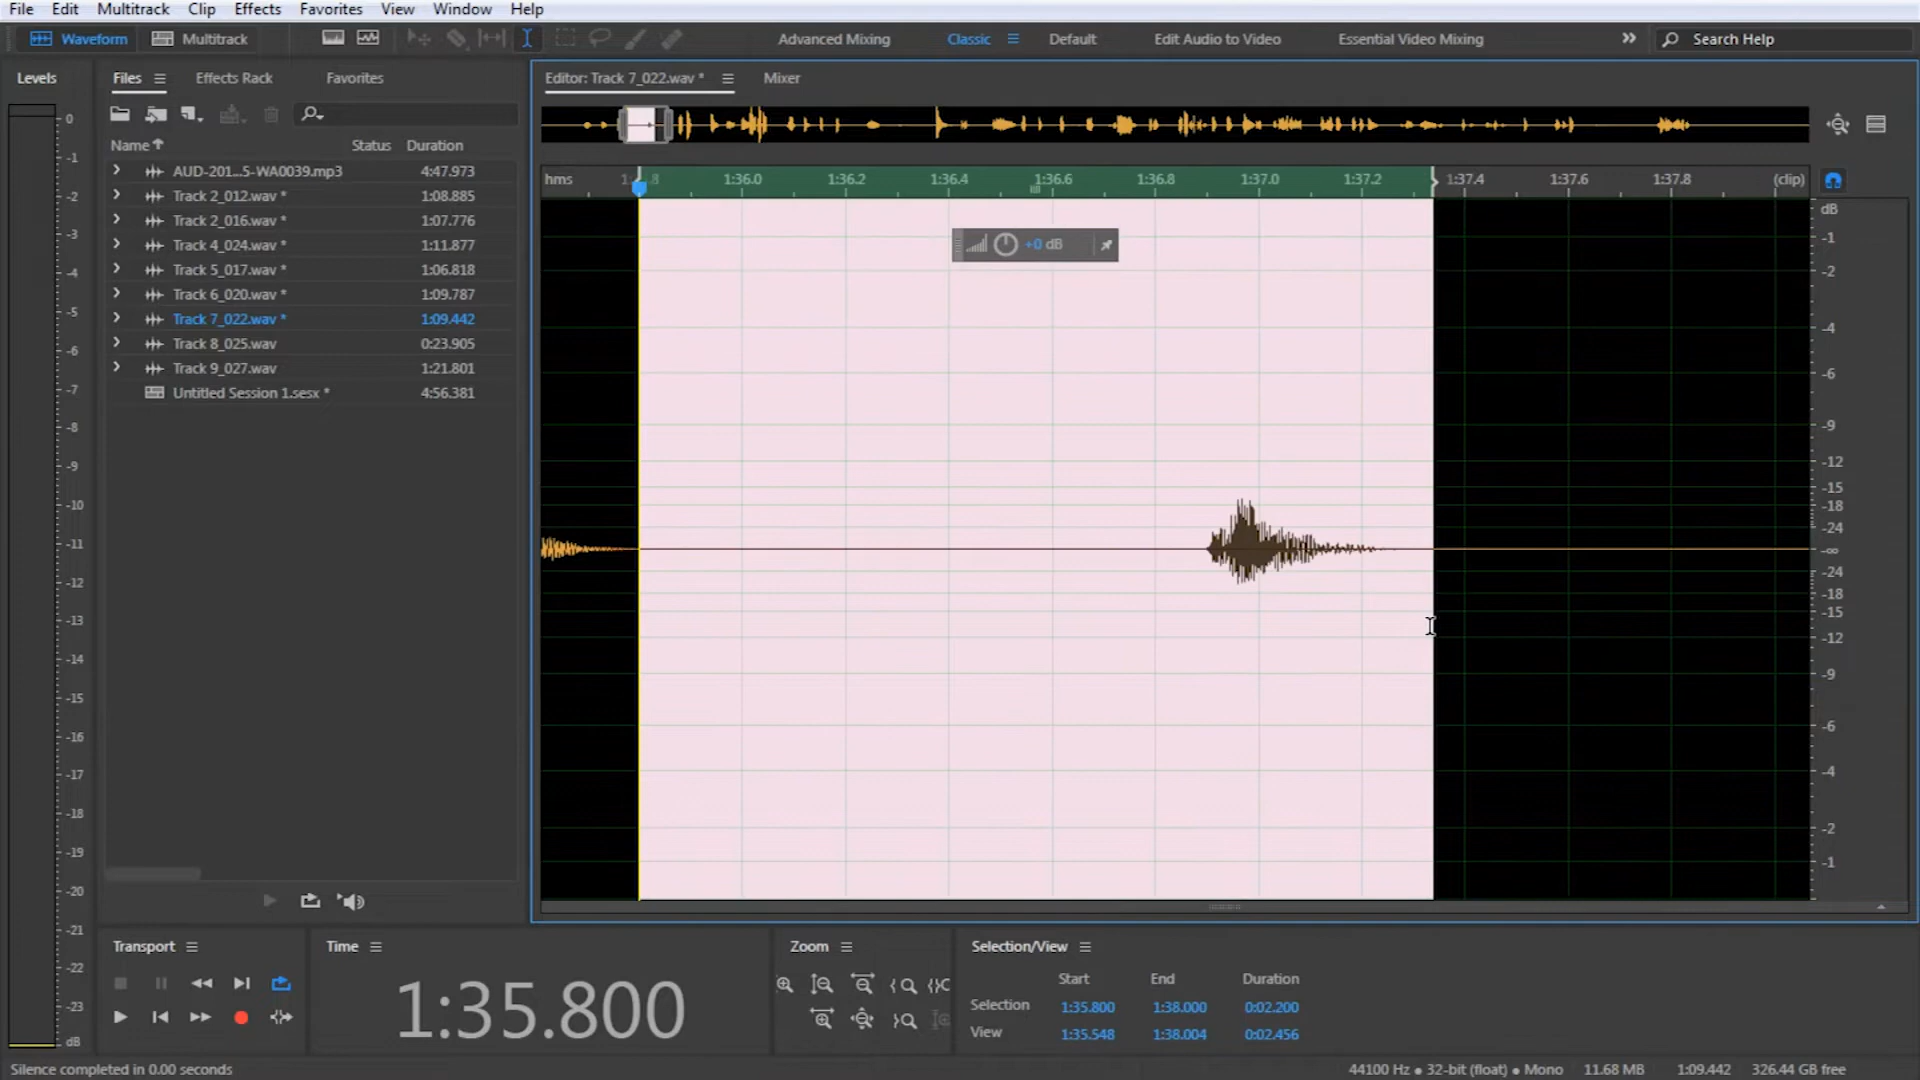 File Edit Multitrack Clip Effects Favorites View Window Help
Waveform Multitrack Advanced Mixing Classic Default Edit Audio to Video Essential Video Mixing Search Help
Levels Files Effects Rack Favorites Editor: Track 7_022.wav * Mixer
Name Status Duration
AUD-201...5-WA0039.mp3 4:47.973
Track 2_012.wav * 1:08.885
Track 2_016.wav * 1:07.776
Track 4_024.wav * 1:11.877
Track 5_017.wav * 1:06.818
Track 6_020.wav * 1:09.787
Track 7_022.wav * 1:09.442
Track 8_025.wav 0:23.905
Track 9_027.wav 1:21.801
Untitled Session 1.sesx * 4:56.381
0
-1
-2
-3
-4
-5
-6
-7
-8
-9
-10
-11
-12
-13
-14
-15
-16
-17
-18
-19
-20
-21
-22
-23
dB
hms 1:36.0 1:36.2 1:36.4 1:36.6 1:36.8 1:37.0 1:37.2 1:37.4 1:37.6 1:37.8 (clip)
+0 dB
dB
-1
-2
-4
-6
-9
-12
-15
-18
-24
-∞
-24
-18
-15
-12
-9
-6
-4
-2
-1
Transport Time Zoom Selection/View
1:35.800
Start End Duration
Selection 1:35.800 1:38.000 0:02.200
View 1:35.548 1:38.004 0:02.456
Silence completed in 0.00 seconds 44100 Hz ● 32-bit (float) ● Mono 11.68 MB 1:09.442 326.44 GB free